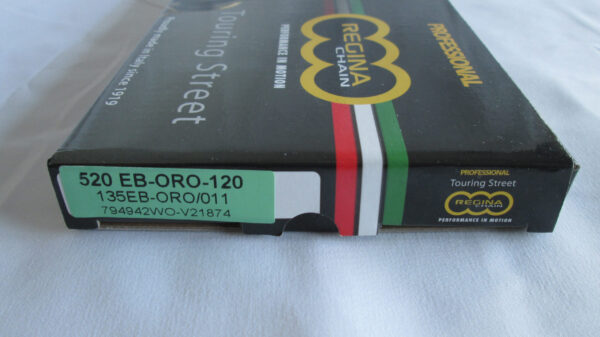 PROFESSIONAL
REGINA
CHAIN
PERFORMANCE IN MOTION
Touring Street
Proudly made in Italy since 1919
520 EB-ORO-120
135EB-ORO/011
794942WO-V21874
PROFESSIONAL
Touring Street
REGINA
CHAIN
PERFORMANCE IN MOTION